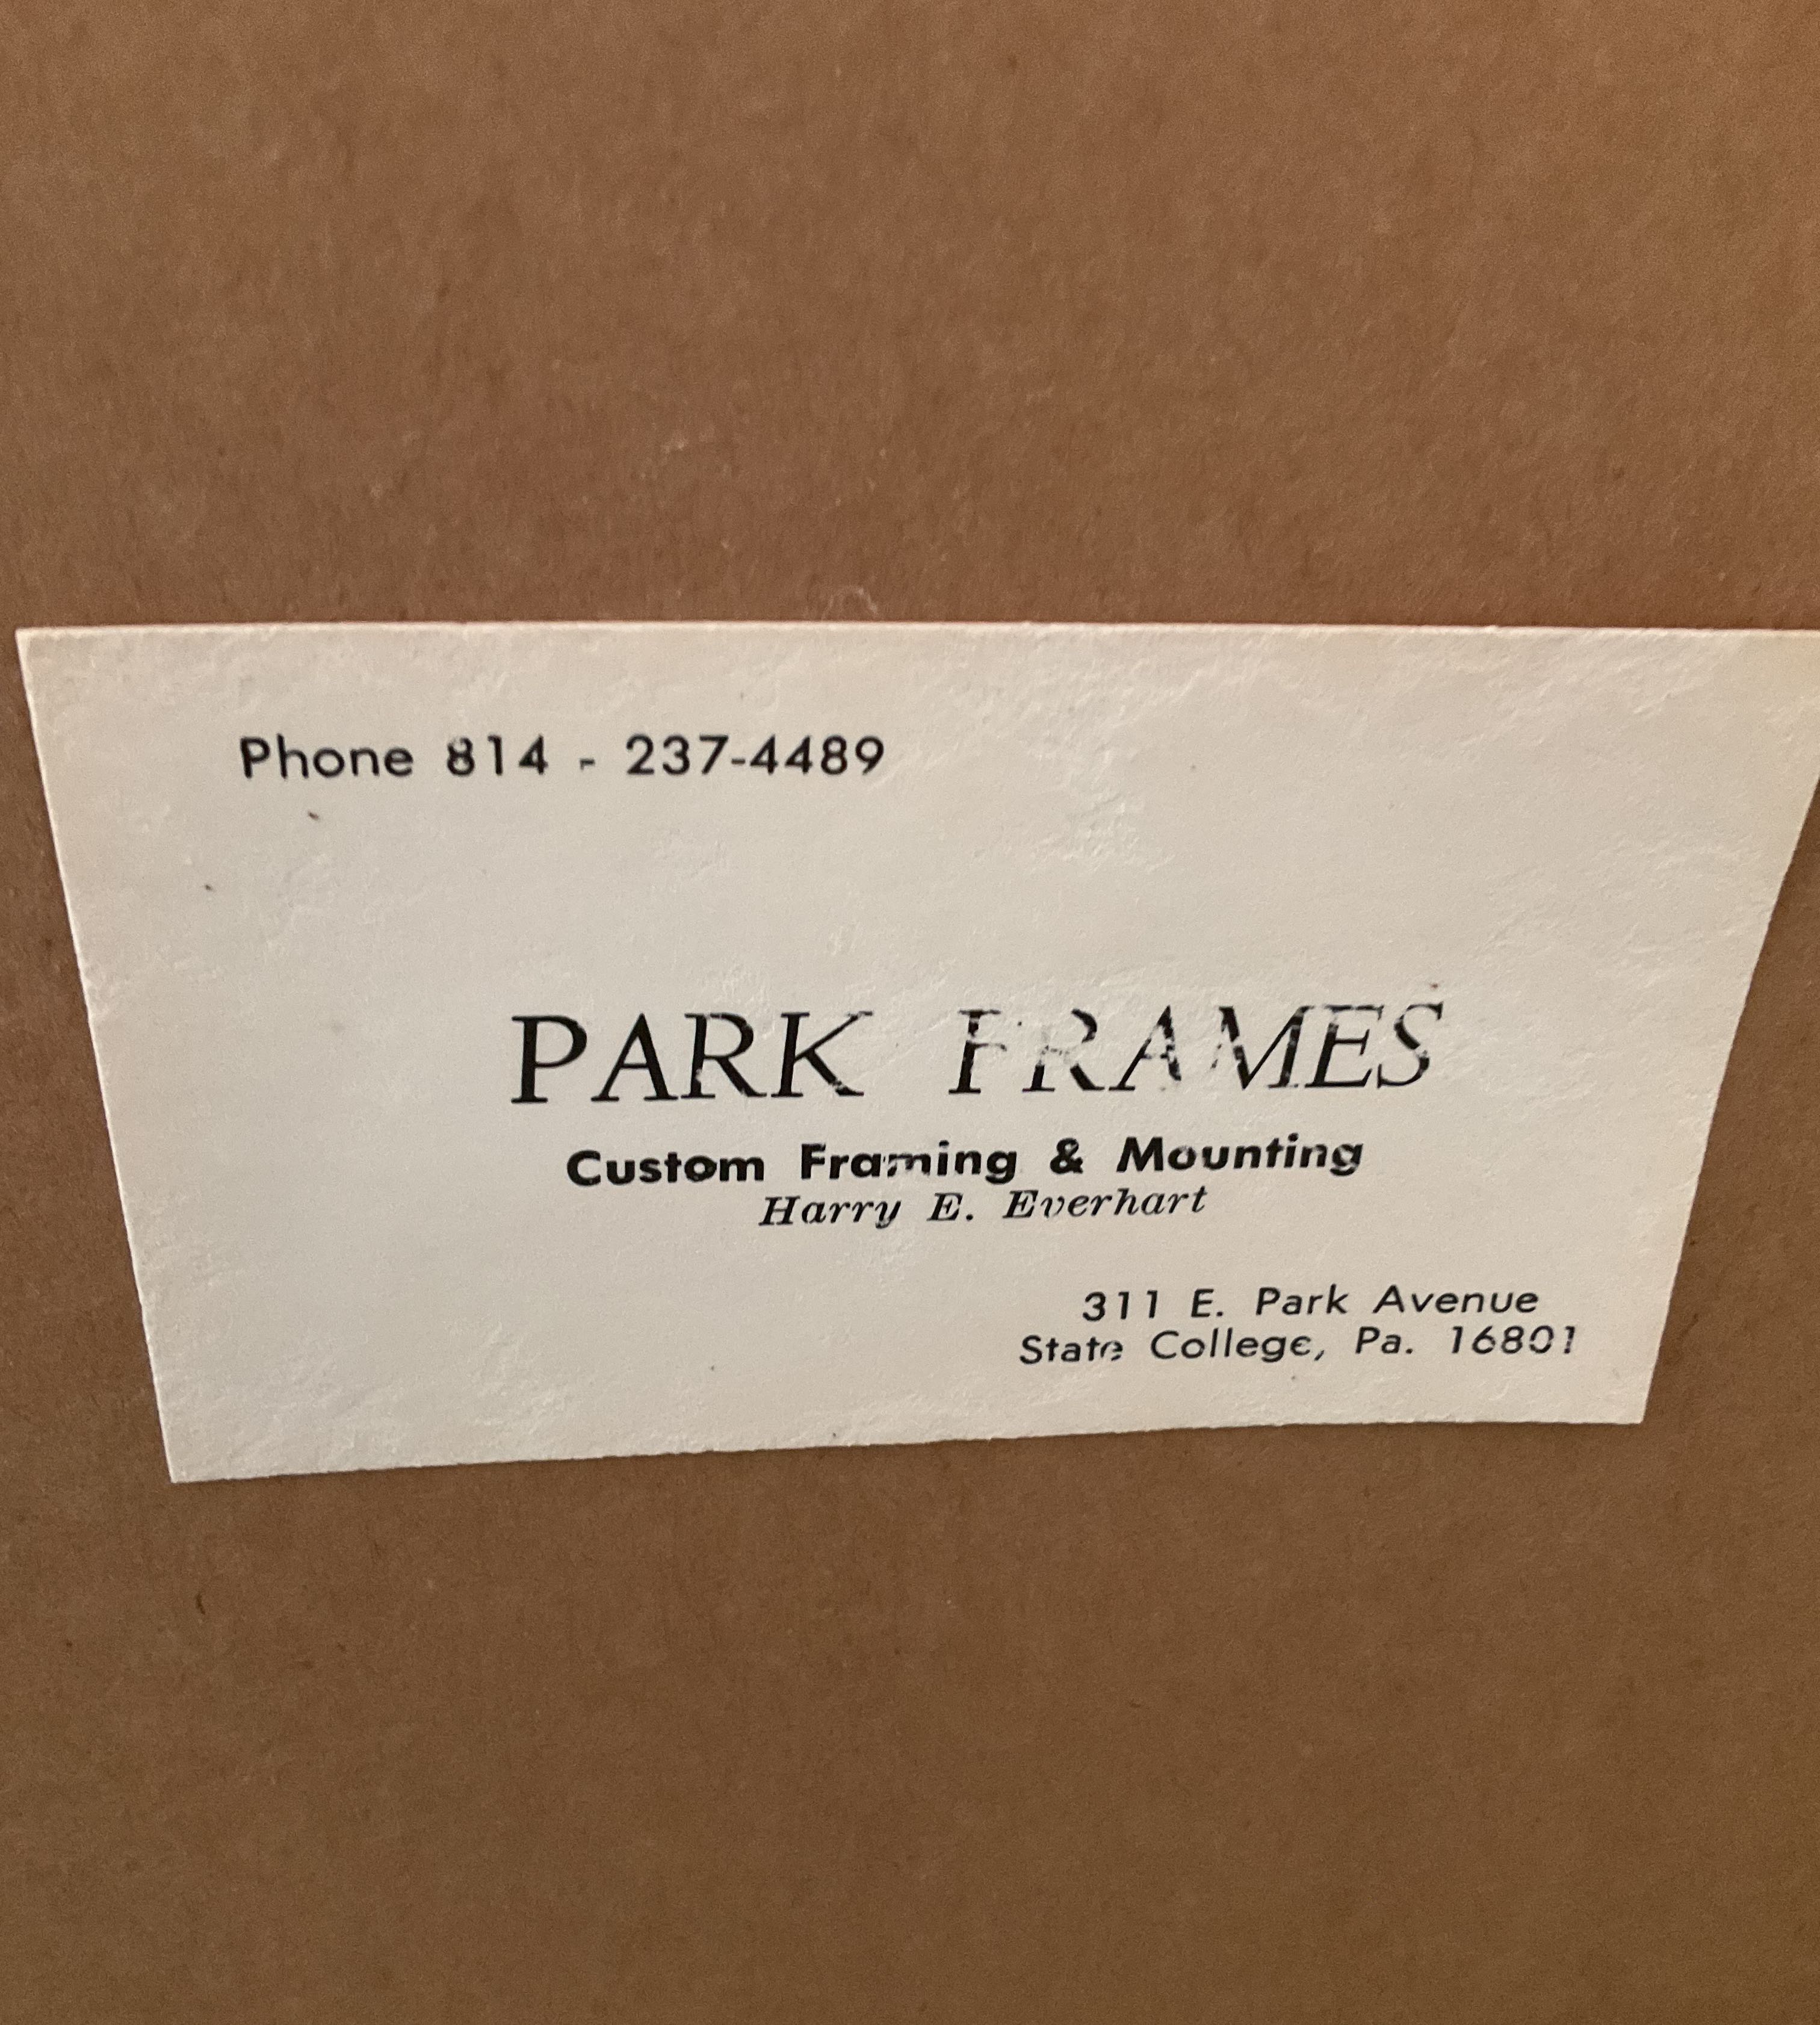 Phone 814 - 237-4489
PARK FRAMES
Custom Framing & Mounting
Harry E. Everhart
311 E. Park Avenue
State College, Pa. 16801